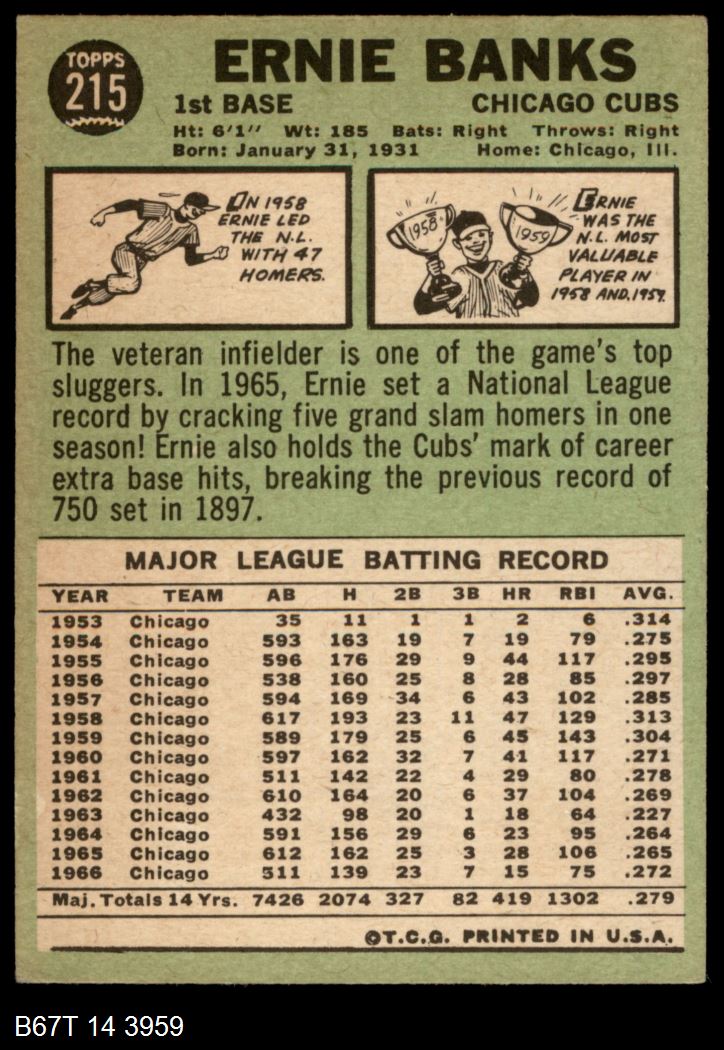 TOPPS
215
ERNIE BANKS
1st BASE CHICAGO CUBS
Ht: 6'1" Wt: 185 Bats: Right Throws: Right
Born: January 31, 1931 Home: Chicago, Ill.
IN 1958
ERNIE LED
THE N.L.
WITH 47
HOMERS.
1958
1959
ERNIE
WAS THE
N.L. MOST
VALUABLE
PLAYER IN
1958 AND 1959.
The veteran infielder is one of the game's top
sluggers. In 1965, Ernie set a National League
record by cracking five grand slam homers in one
season! Ernie also holds the Cubs' mark of career
extra base hits, breaking the previous record of
750 set in 1897.
MAJOR LEAGUE BATTING RECORD
YEAR TEAM AB H 2B 3B HR RBI AVG.
1953 Chicago 35 11 1 1 2 6 .314
1954 Chicago 593 163 19 7 19 79 .275
1955 Chicago 596 176 29 9 44 117 .295
1956 Chicago 538 160 25 8 28 85 .297
1957 Chicago 594 169 34 6 43 102 .285
1958 Chicago 617 193 23 11 47 129 .313
1959 Chicago 589 179 25 6 45 143 .304
1960 Chicago 597 162 32 7 41 117 .271
1961 Chicago 511 142 22 4 29 80 .278
1962 Chicago 610 164 20 6 37 104 .269
1963 Chicago 432 98 20 1 18 64 .227
1964 Chicago 591 156 29 6 23 95 .264
1965 Chicago 612 162 25 3 28 106 .265
1966 Chicago 511 139 23 7 15 75 .272
Maj. Totals 14 Yrs. 7426 2074 327 82 419 1302 .279
©T.C.G. PRINTED IN U.S.A.
B67T 14 3959